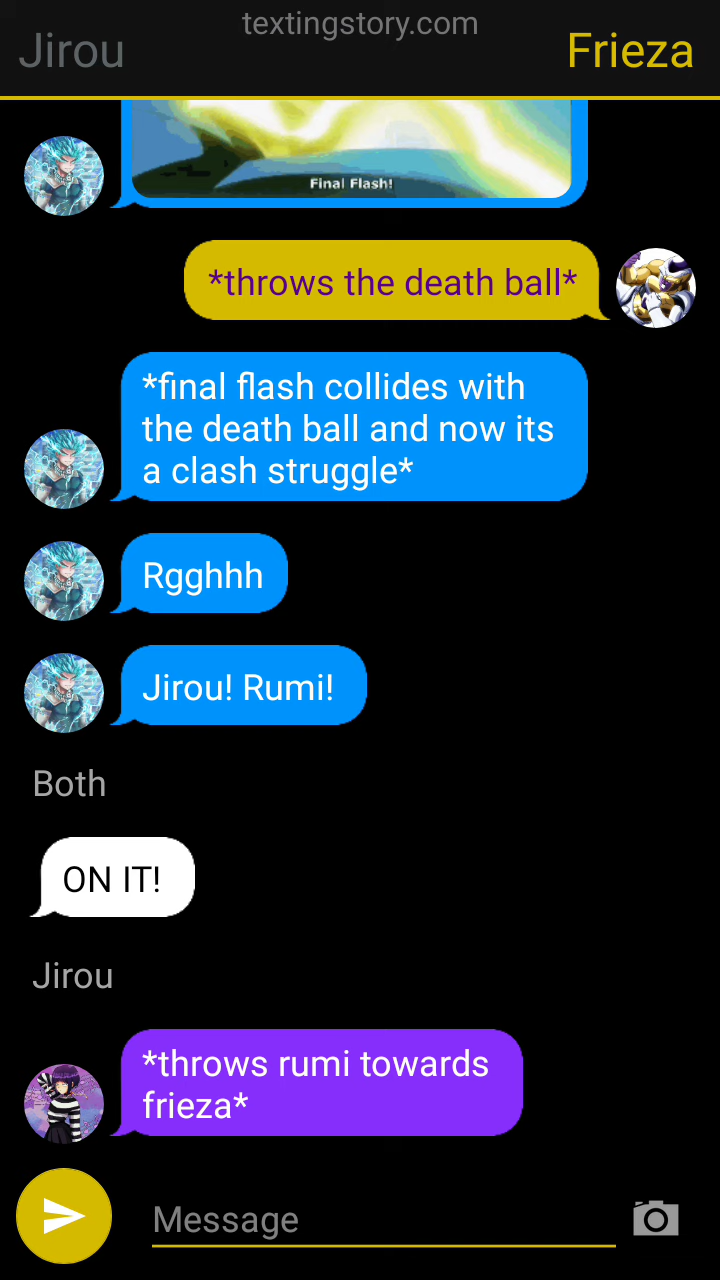 textingstory.com
Jirou
Frieza
Final Flash!
*throws the death ball*
*final flash collides with
the death ball and now its
a clash struggle*
Rgghhh
Jirou! Rumi!
Both
ON IT!
Jirou
*throws rumi towards
frieza*
Message